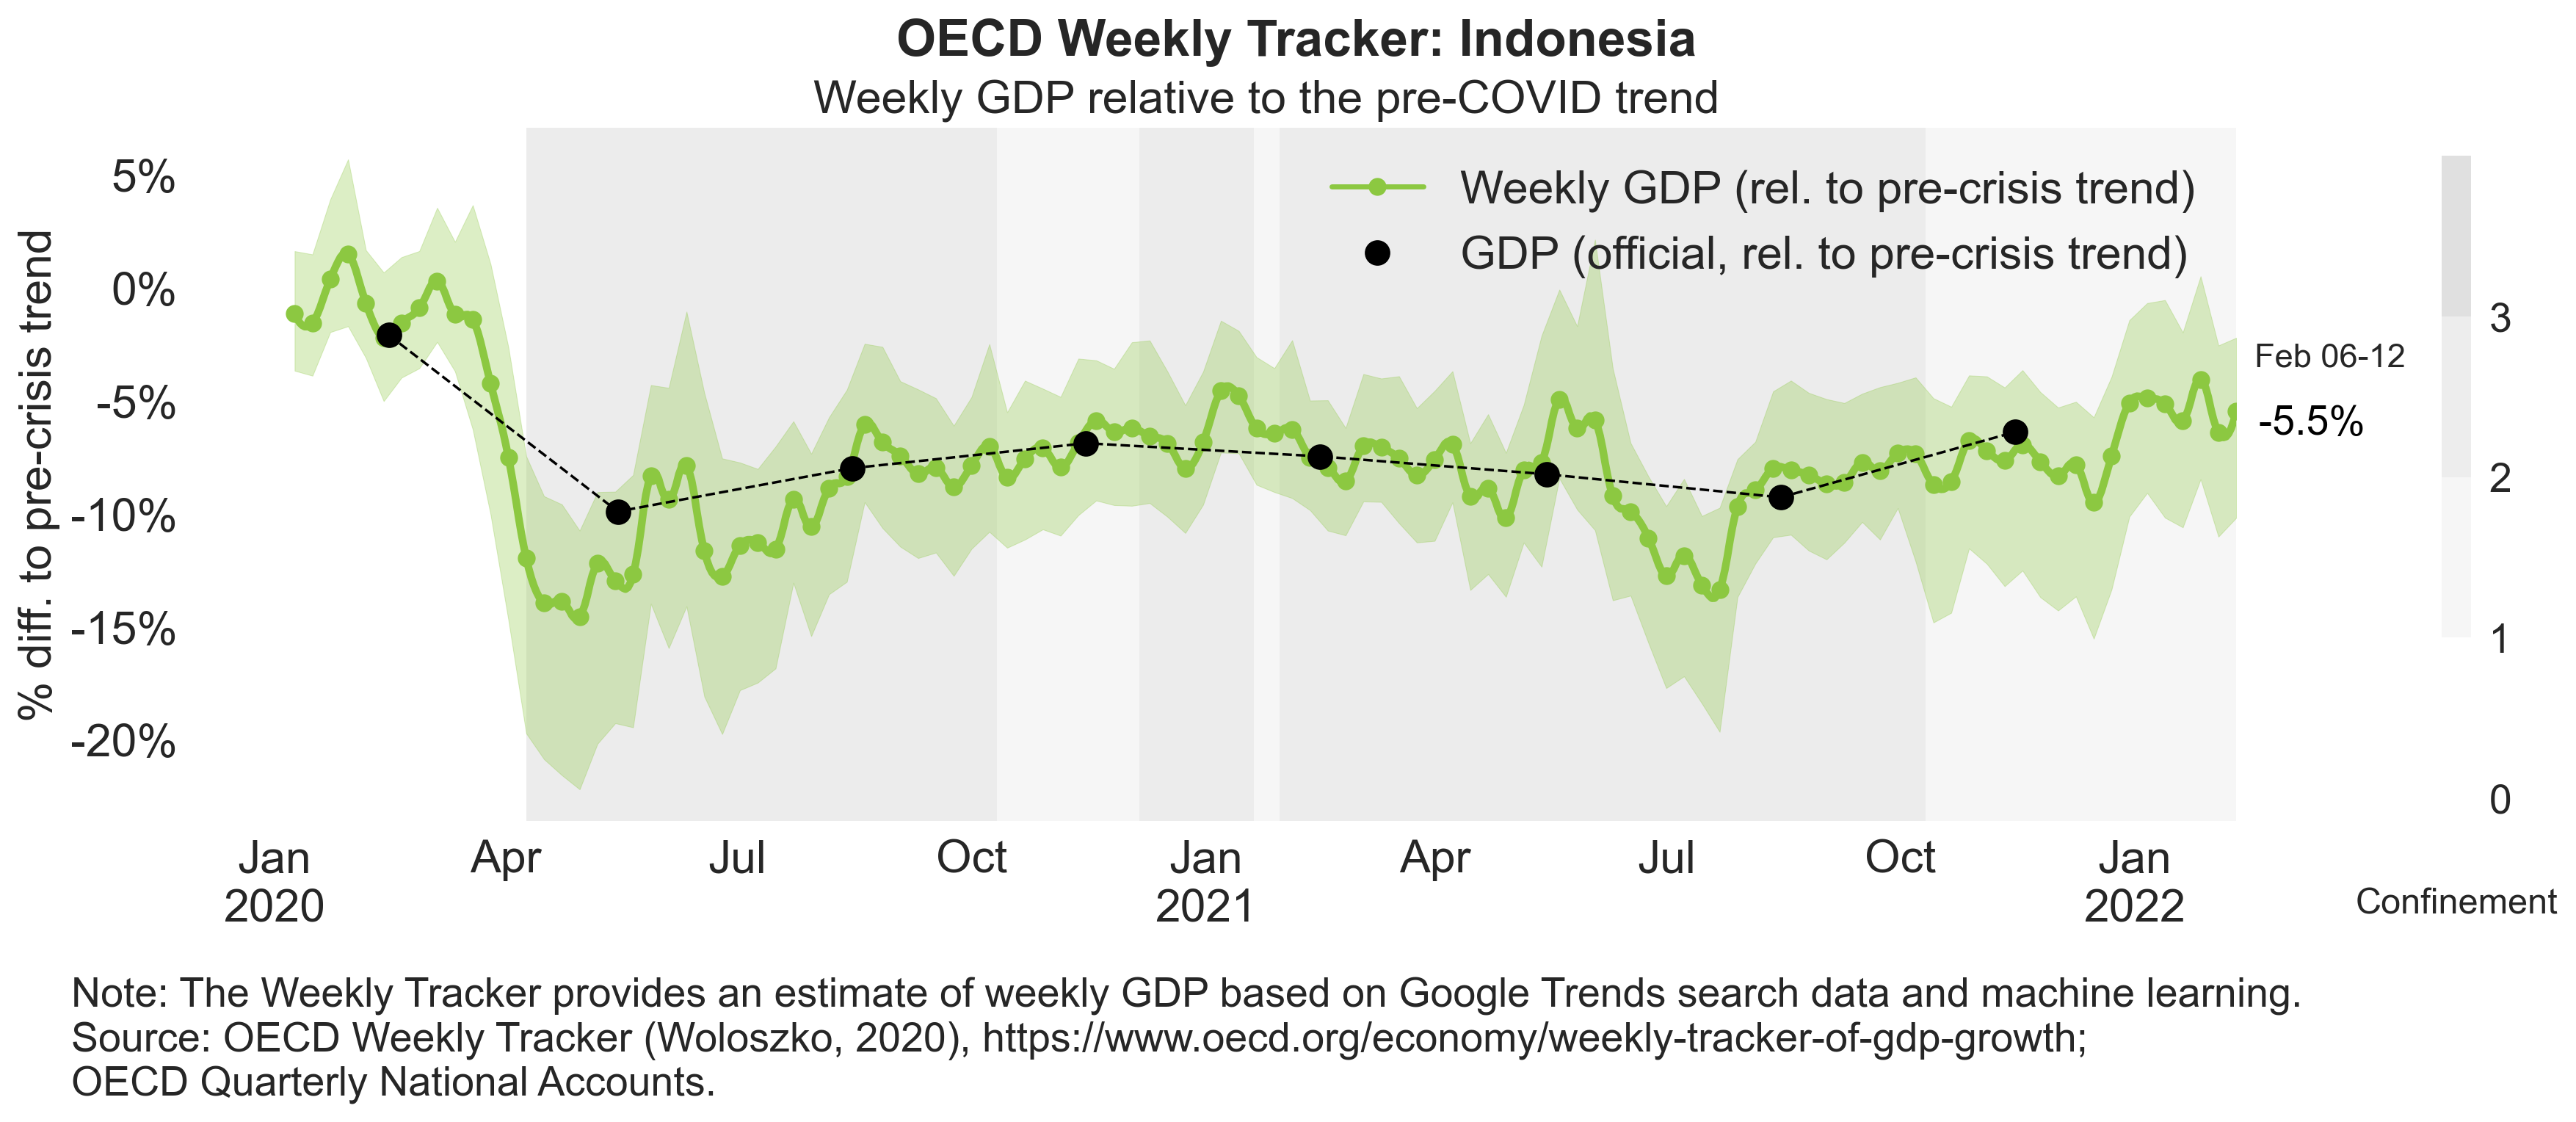 OECD Weekly Tracker: Indonesia
Weekly GDP relative to the pre-COVID trend
% diff. to pre-crisis trend
5%
0%
-5%
-10%
-15%
-20%
Weekly GDP (rel. to pre-crisis trend)
GDP (official, rel. to pre-crisis trend)
Feb 06-12
-5.5%
3
2
1
0
Confinement
Jan Apr Jul Oct Jan Apr Jul Oct Jan
2020 2021 2022
Note: The Weekly Tracker provides an estimate of weekly GDP based on Google Trends search data and machine learning.
Source: OECD Weekly Tracker (Woloszko, 2020), https://www.oecd.org/economy/weekly-tracker-of-gdp-growth;
OECD Quarterly National Accounts.